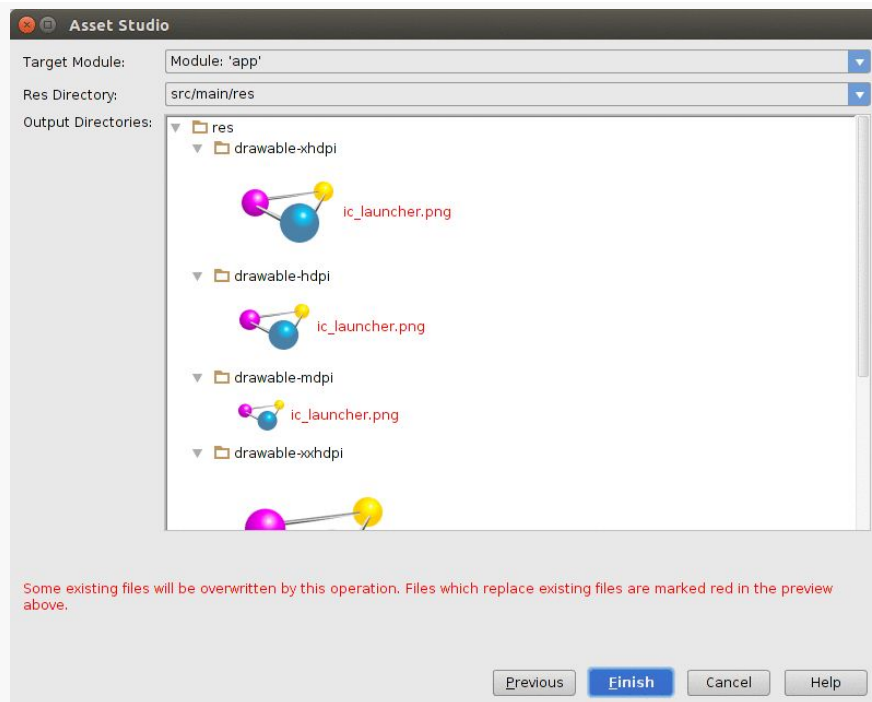 Asset Studio
Target Module:
Module: 'app'
Res Directory:
src/main/res
Output Directories:
res
drawable-xhdpi
ic_launcher.png
drawable-hdpi
ic_launcher.png
drawable-mdpi
ic_launcher.png
drawable-xxhdpi
Some existing files will be overwritten by this operation. Files which replace existing files are marked red in the preview
above.
Previous
Finish
Cancel
Help